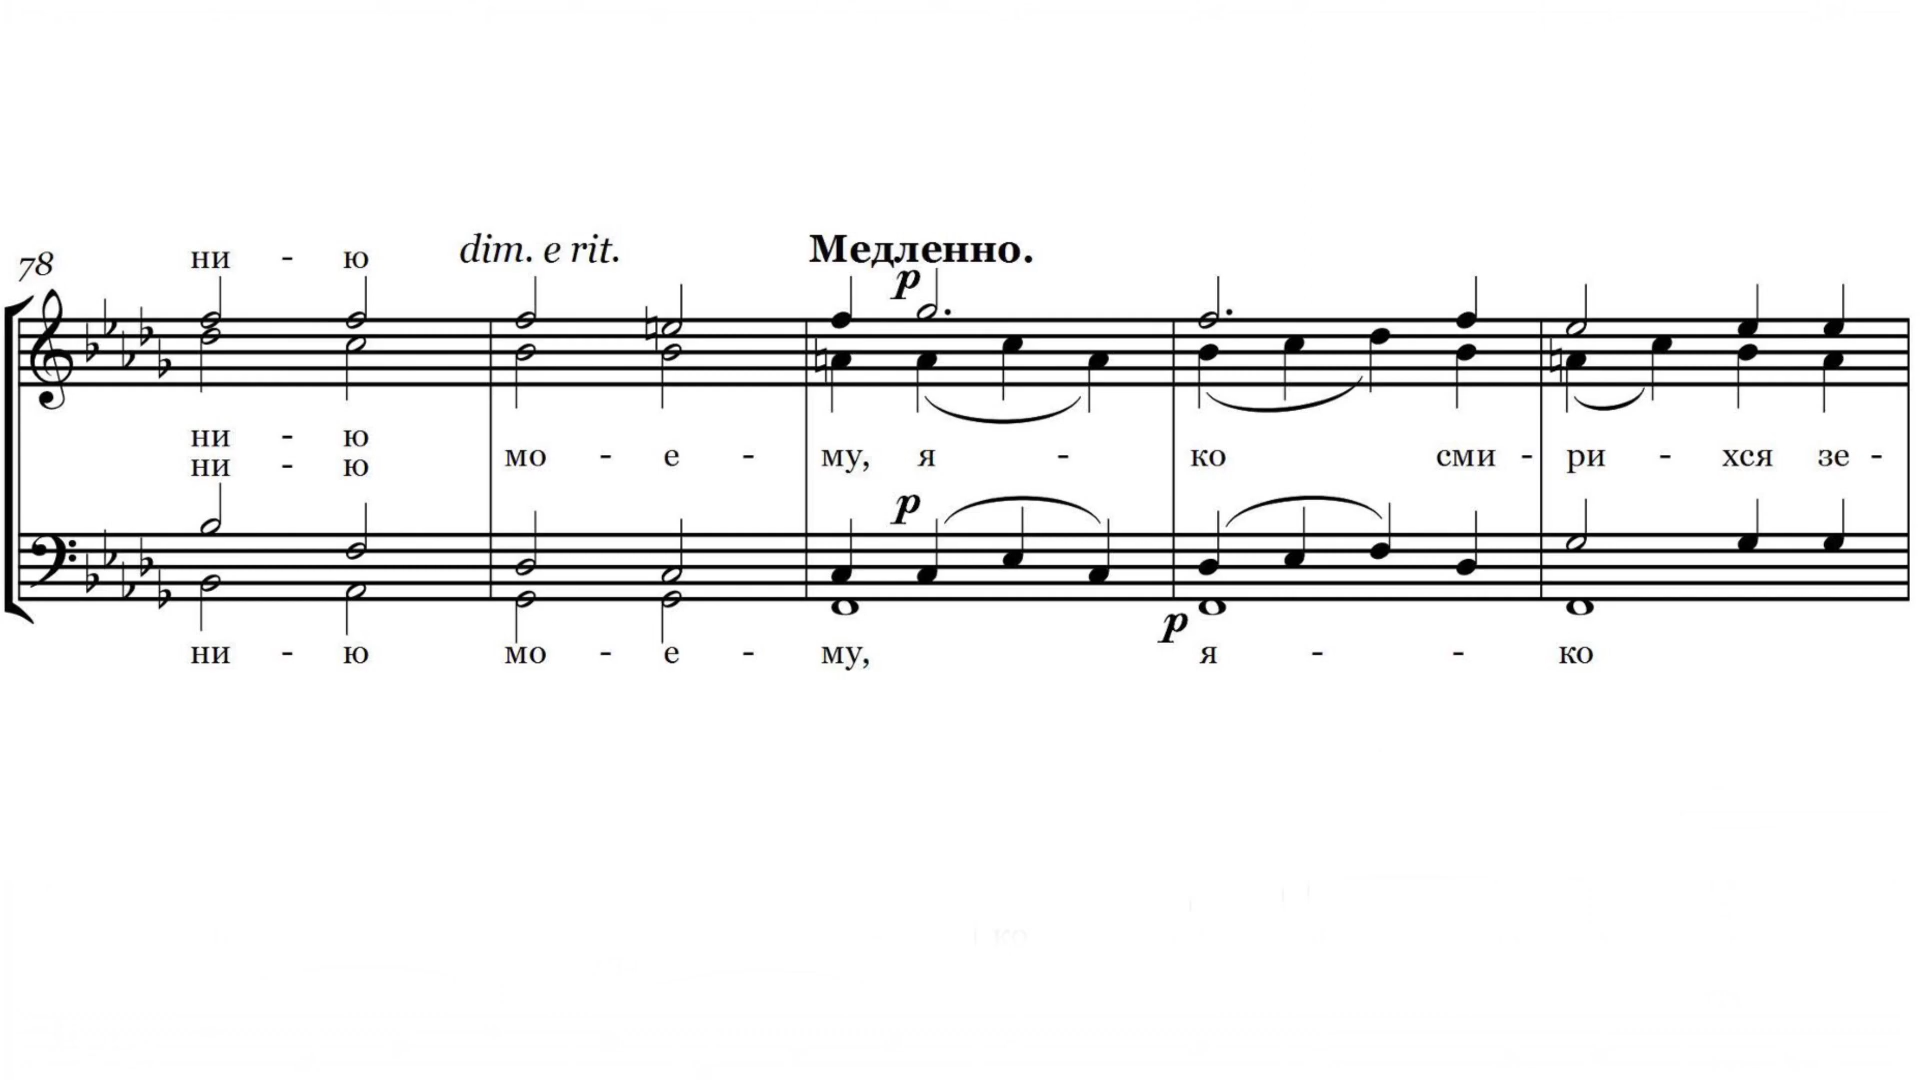 78 ни - ю dim. e rit. Медленно.
p
ни - ю
ни - ю мо - е - му, я - ко сми - ри - хся зе -
p
p
ни - ю мо - е - му, я - - ко